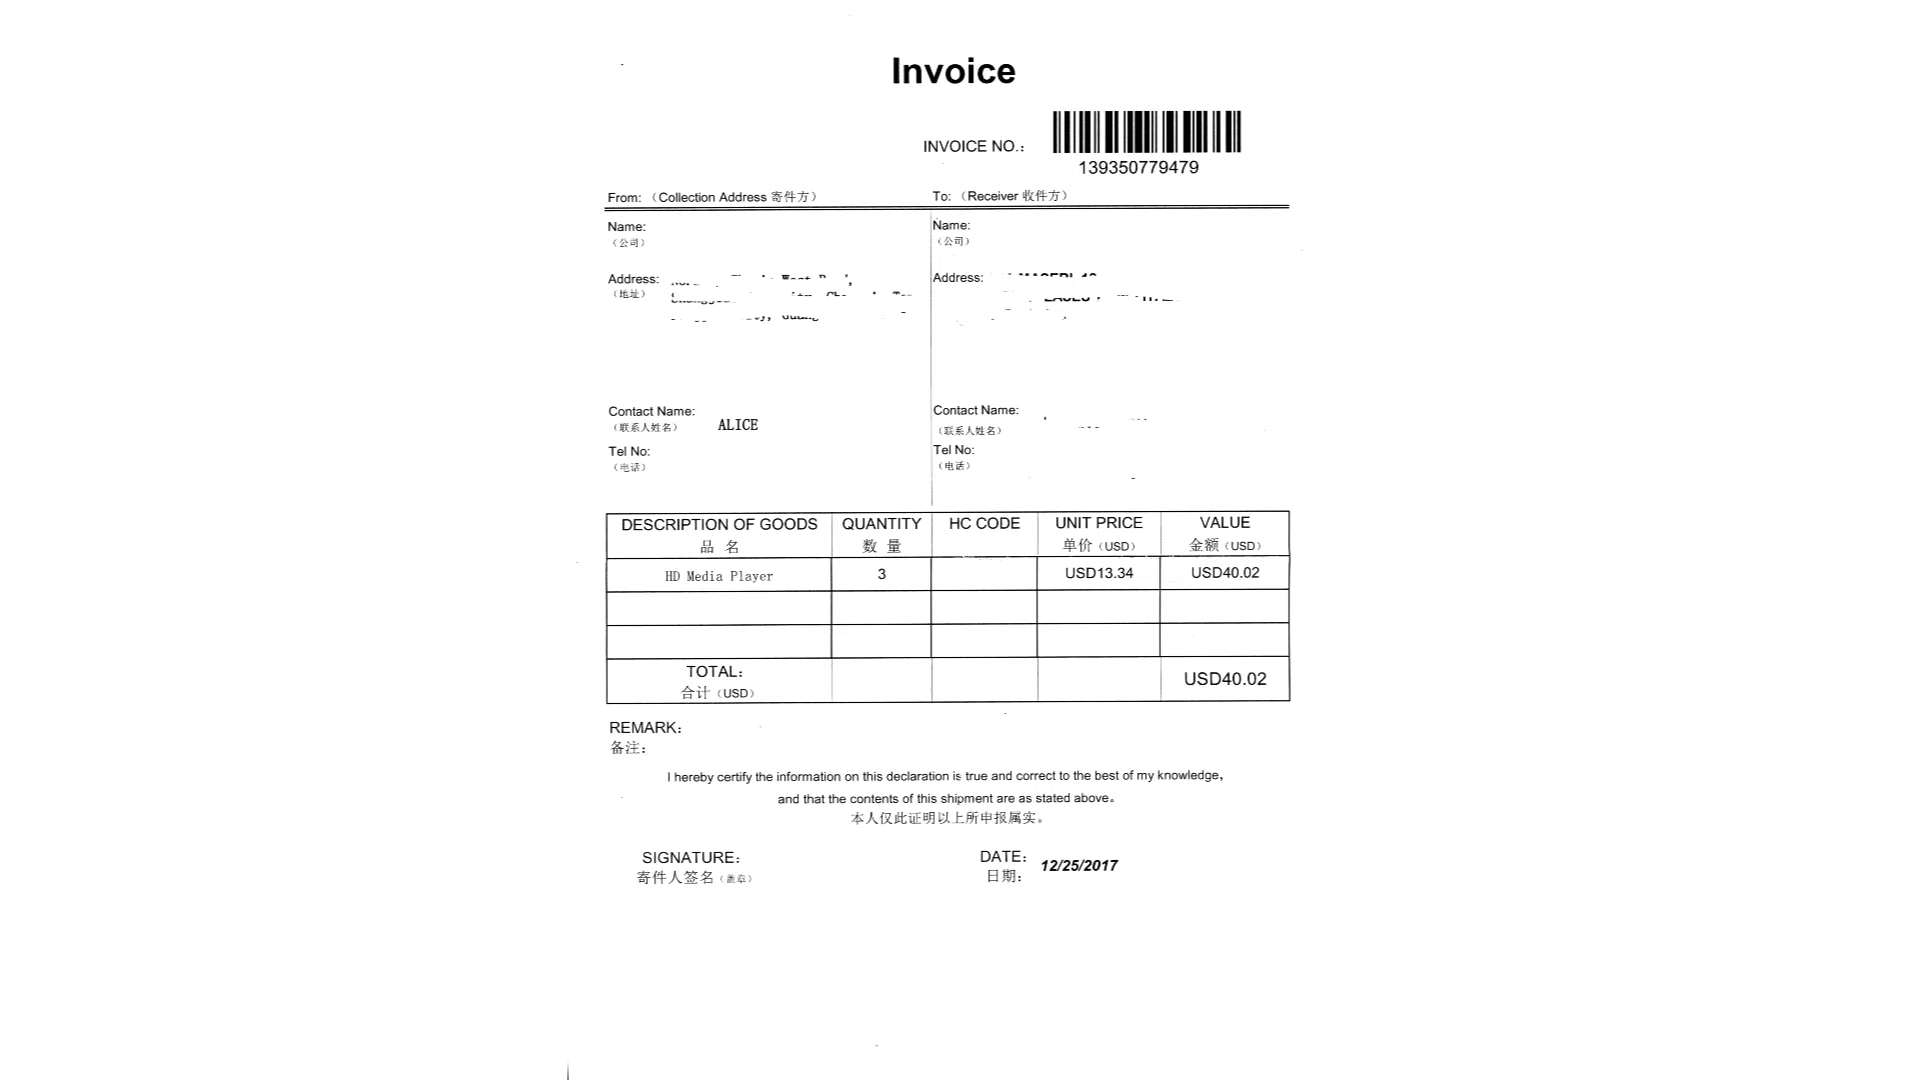 Invoice
INVOICE NO.：
139350779479
From: （Collection Address 寄件方）
To: （Receiver 收件方）
Name:
（公司）
Name:
（公司）
Address:
（地址）
Address:
Contact Name:
（联系人姓名）
ALICE
Contact Name:
（联系人姓名）
Tel No:
（电话）
Tel No:
（电话）
DESCRIPTION OF GOODS QUANTITY HC CODE UNIT PRICE VALUE
品 名 数 量 单价（USD） 金额（USD）
HD Media Player 3 USD13.34 USD40.02
TOTAL： USD40.02
合计（USD）
REMARK：
备注：
I hereby certify the information on this declaration is true and correct to the best of my knowledge，
and that the contents of this shipment are as stated above。
本人仅此证明以上所申报属实。
SIGNATURE：
寄件人签名（盖章）
DATE： 12/25/2017
日期：